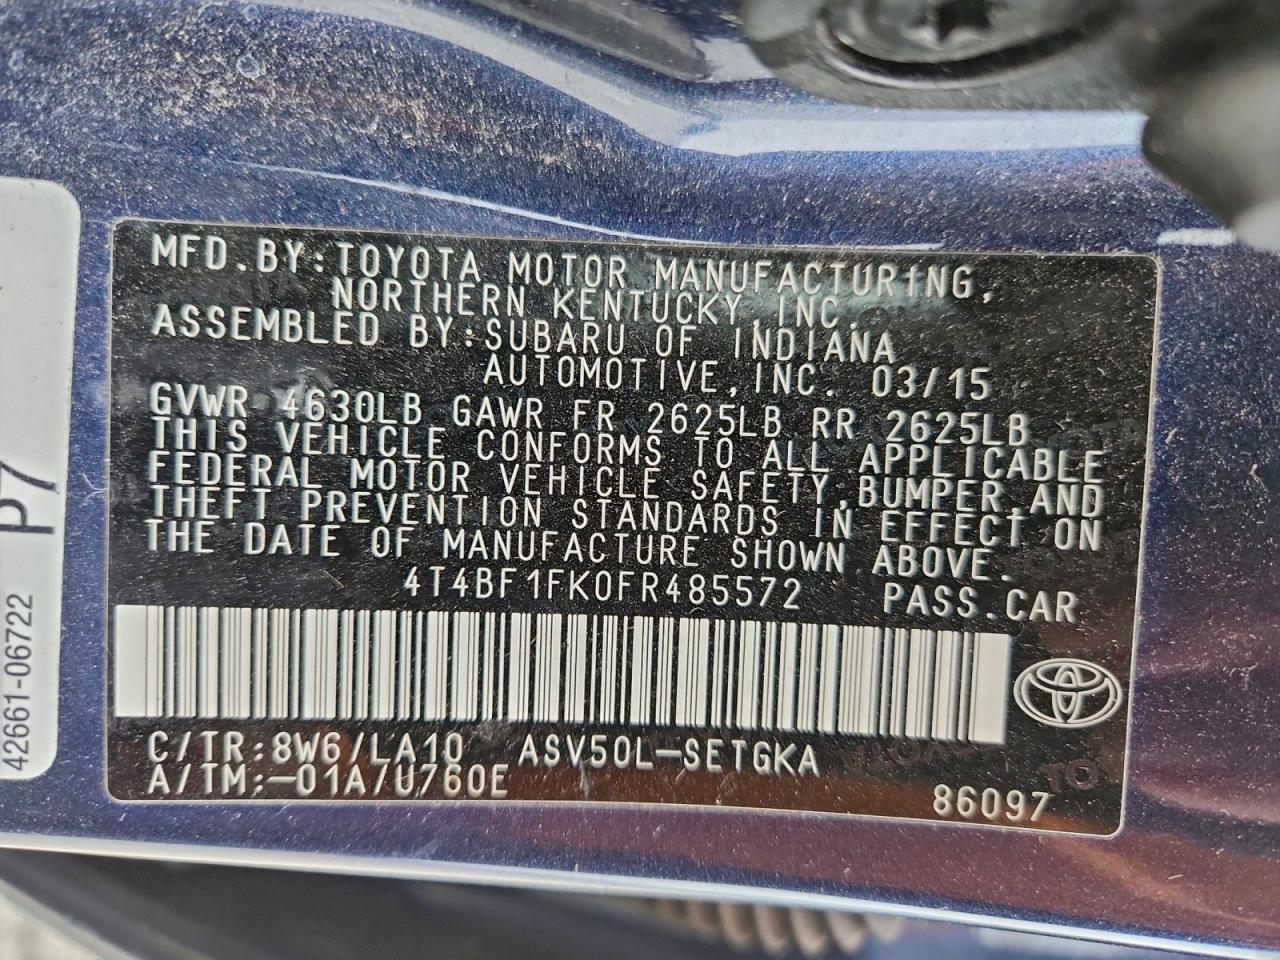 MFD.BY:TOYOTA MOTOR MANUFACTURING,
NORTHERN KENTUCKY, INC.
ASSEMBLED BY:SUBARU OF INDIANA
AUTOMOTIVE, INC. 03/15
GVWR 4630LB GAWR FR 2625LB RR 2625LB
THIS VEHICLE CONFORMS TO ALL APPLICABLE
FEDERAL MOTOR VEHICLE SAFETY,BUMPER,AND
THEFT PREVENTION STANDARDS IN EFFECT ON
THE DATE OF MANUFACTURE SHOWN ABOVE.
4T4BF1FK0FR485572 PASS.CAR
C/TR:8W6/LA10 ASV50L-SETGKA
A/TM:-01A/U760E
86097
42661-06722 P7